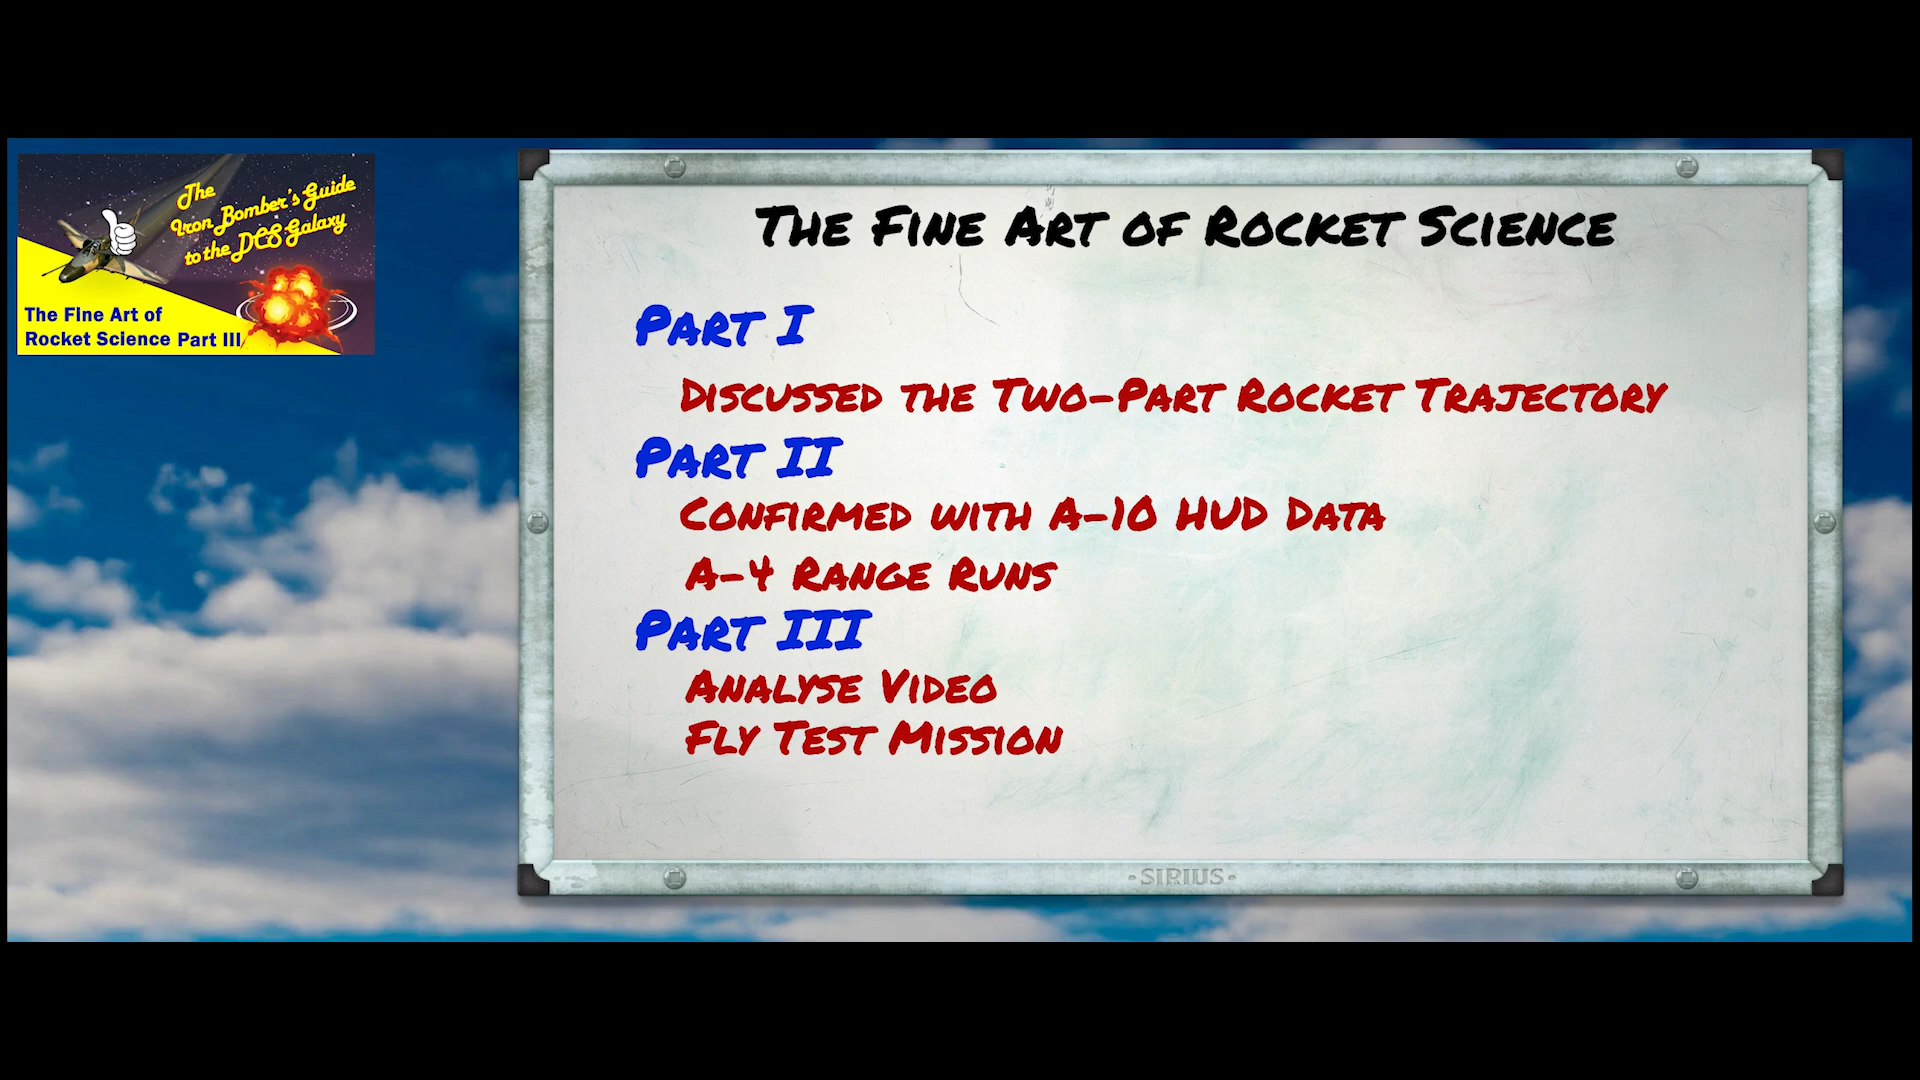 The
Iron Bomber's Guide
to the DCS Galaxy
The Fine Art of
Rocket Science Part III
The Fine Art of Rocket Science
Part I
Discussed the Two-Part Rocket Trajectory
Part II
Confirmed with A-10 HUD Data
A-4 Range Runs
Part III
Analyse Video
Fly Test Mission
-SIRIUS-